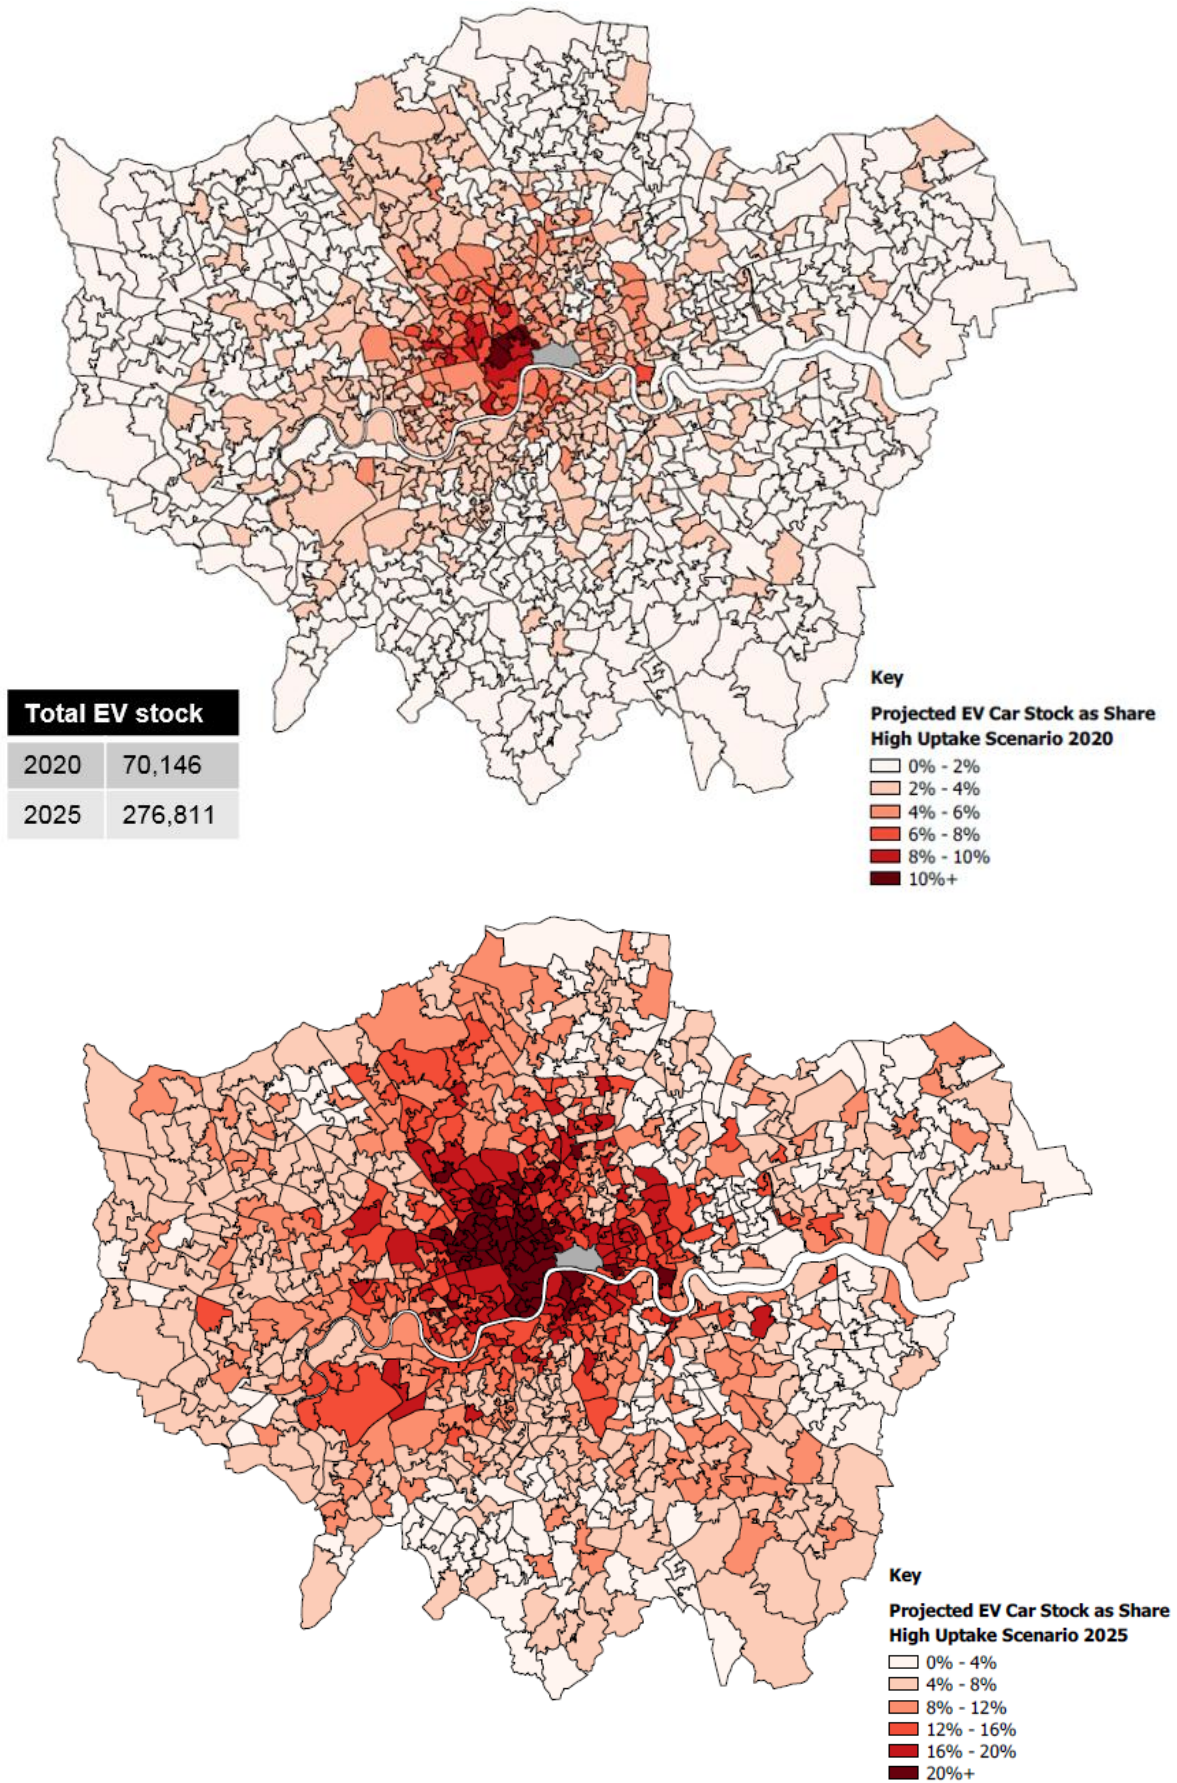 Total EV stock
2020 70,146
2025 276,811
Key
Projected EV Car Stock as Share
High Uptake Scenario 2020
0% - 2%
2% - 4%
4% - 6%
6% - 8%
8% - 10%
10%+
Key
Projected EV Car Stock as Share
High Uptake Scenario 2025
0% - 4%
4% - 8%
8% - 12%
12% - 16%
16% - 20%
20%+